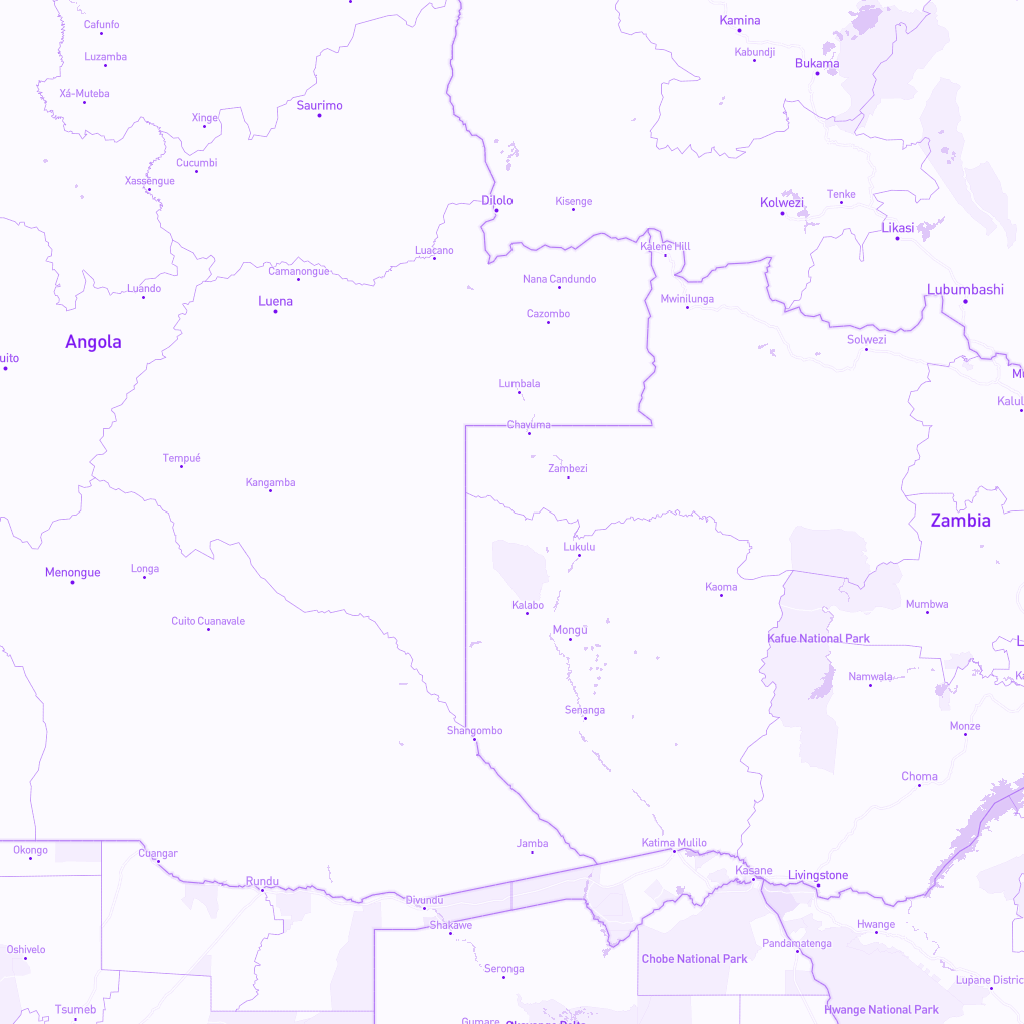 Cafunfo
Kamina
Luzamba
Kabundji
Bukama
Xá-Muteba
Saurimo
Xinge
Cucumbi
Xassengue
Dilolo
Kisenge
Kolwezi
Tenke
Likasi
Luacano
Kalene Hill
Camanongue
Nana Candundo
Luando
Luena
Mwinilunga
Lubumbashi
Cazombo
Angola
Solwezi
uito
Mu
Lumbala
Kalul
Chavuma
Tempué
Zambezi
Kangamba
Zambia
Lukulu
Menongue
Longa
Kaoma
Kalabo
Mumbwa
Cuito Cuanavale
Mongu
Kafue National Park
L
Namwala
Ka
Senanga
Shangombo
Monze
Choma
Jamba
Katima Mulilo
Okongo
Cuangar
Kasane
Livingstone
Rundu
Divundu
Shakawe
Hwange
Pandamatenga
Oshivelo
Chobe National Park
Seronga
Lupane Distric
Tsumeb
Hwange National Park
Gumare
Okavango Delta